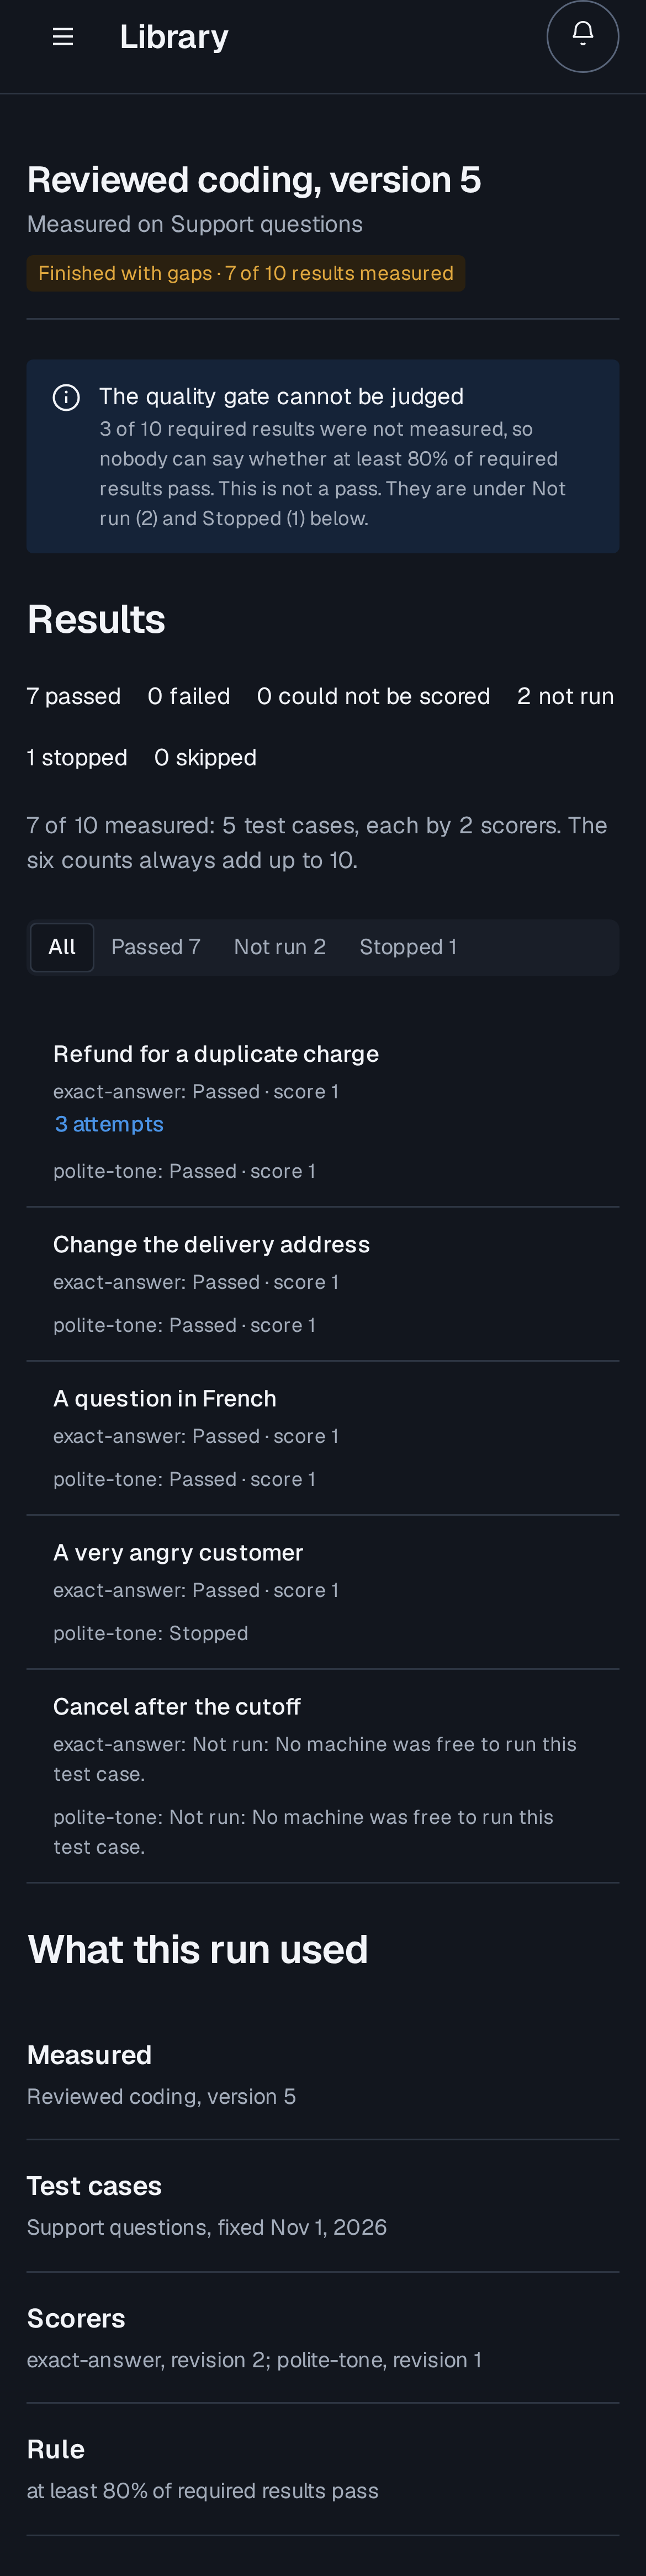 Library
Reviewed coding, version 5
Measured on Support questions
Finished with gaps · 7 of 10 results measured
The quality gate cannot be judged
3 of 10 required results were not measured, so
nobody can say whether at least 80% of required
results pass. This is not a pass. They are under Not
run (2) and Stopped (1) below.
Results
7 passed 0 failed 0 could not be scored 2 not run
1 stopped 0 skipped
7 of 10 measured: 5 test cases, each by 2 scorers. The
six counts always add up to 10.
All Passed 7 Not run 2 Stopped 1
Refund for a duplicate charge
exact-answer: Passed · score 1
3 attempts
polite-tone: Passed · score 1
Change the delivery address
exact-answer: Passed · score 1
polite-tone: Passed · score 1
A question in French
exact-answer: Passed · score 1
polite-tone: Passed · score 1
A very angry customer
exact-answer: Passed · score 1
polite-tone: Stopped
Cancel after the cutoff
exact-answer: Not run: No machine was free to run this
test case.
polite-tone: Not run: No machine was free to run this
test case.
What this run used
Measured
Reviewed coding, version 5
Test cases
Support questions, fixed Nov 1, 2026
Scorers
exact-answer, revision 2; polite-tone, revision 1
Rule
at least 80% of required results pass